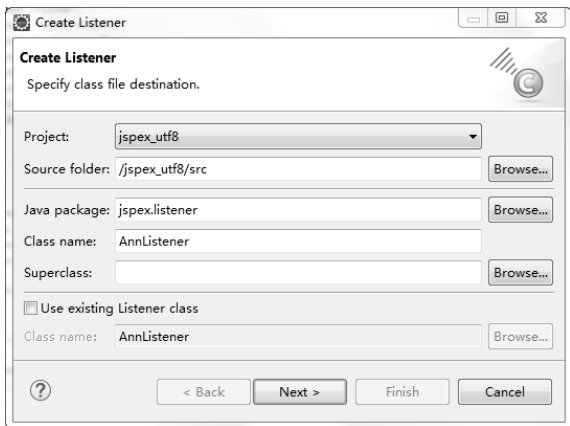 Create Listener
Create Listener
Specify class file destination.
C
Project: jspex_utf8
Source folder: /jspex_utf8/src Browse...
Java package: jspex.listener Browse...
Class name: AnnListener
Superclass: Browse...
Use existing Listener class
Class name: AnnListener Browse...
? < Back Next > Finish Cancel